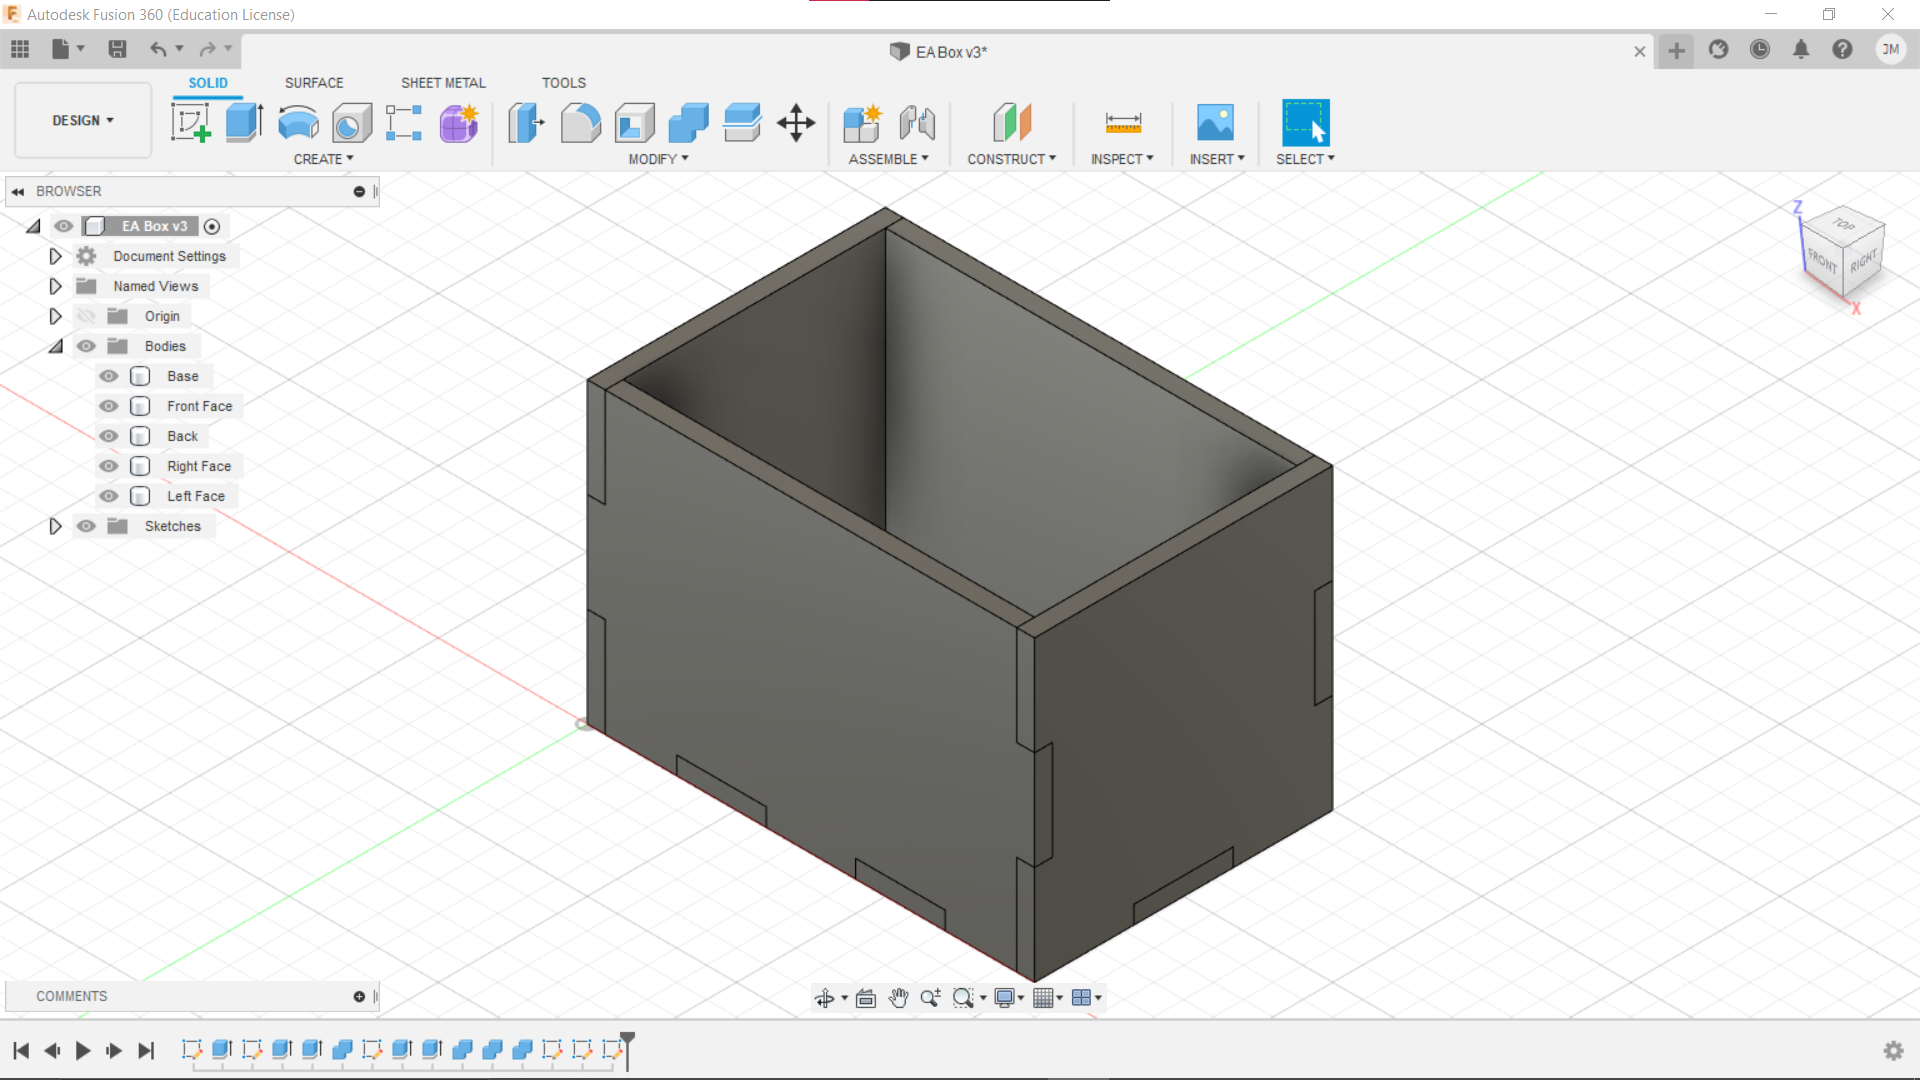 Autodesk Fusion 360 (Education License)
EA Box v3*
JM
SOLID SURFACE SHEET METAL TOOLS
DESIGN
CREATE MODIFY ASSEMBLE CONSTRUCT INSPECT INSERT SELECT
BROWSER
EA Box v3
Document Settings
Named Views
Origin
Bodies
Base
Front Face
Back
Right Face
Left Face
Sketches
Z
TOP
FRONT
RIGHT
X
COMMENTS